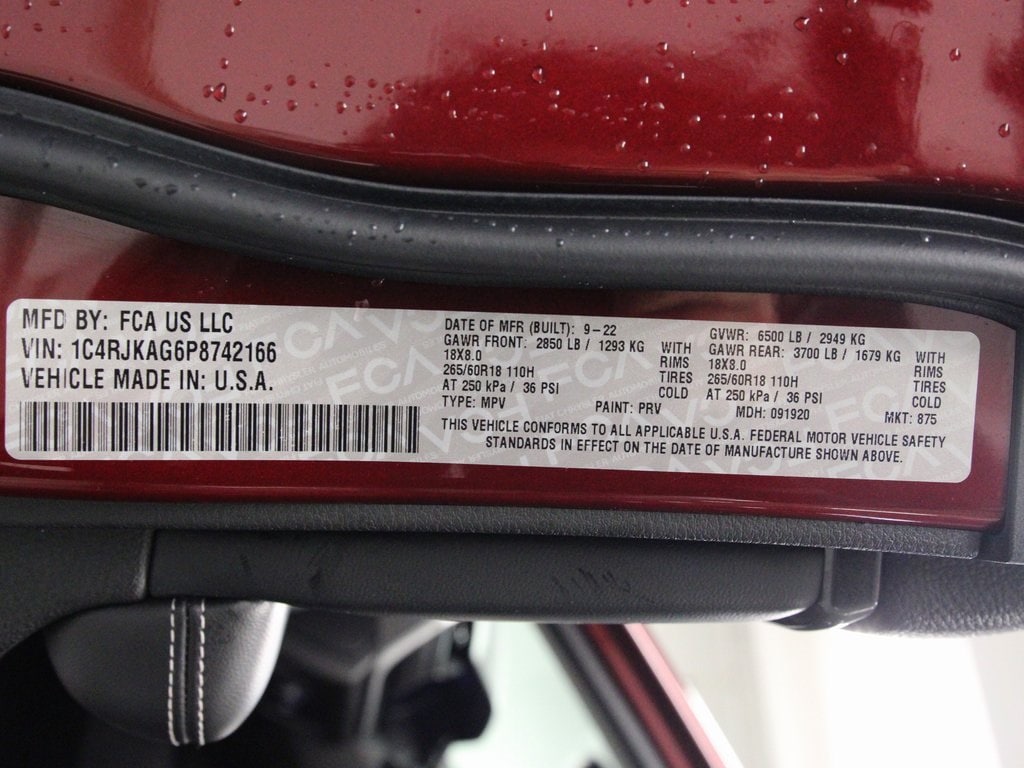 MFD BY: FCA US LLC
VIN: 1C4RJKAG6P8742166
VEHICLE MADE IN: U.S.A.
DATE OF MFR (BUILT): 9-22
GAWR FRONT: 2850 LB / 1293 KG WITH
18X8.0 RIMS
265/60R18 110H TIRES
AT 250 kPa / 36 PSI COLD
TYPE: MPV PAINT: PRV
GVWR: 6500 LB / 2949 KG
GAWR REAR: 3700 LB / 1679 KG WITH
18X8.0 RIMS
265/60R18 110H TIRES
AT 250 kPa / 36 PSI COLD
MDH: 091920 MKT: 875
THIS VEHICLE CONFORMS TO ALL APPLICABLE U.S.A. FEDERAL MOTOR VEHICLE SAFETY
STANDARDS IN EFFECT ON THE DATE OF MANUFACTURE SHOWN ABOVE.